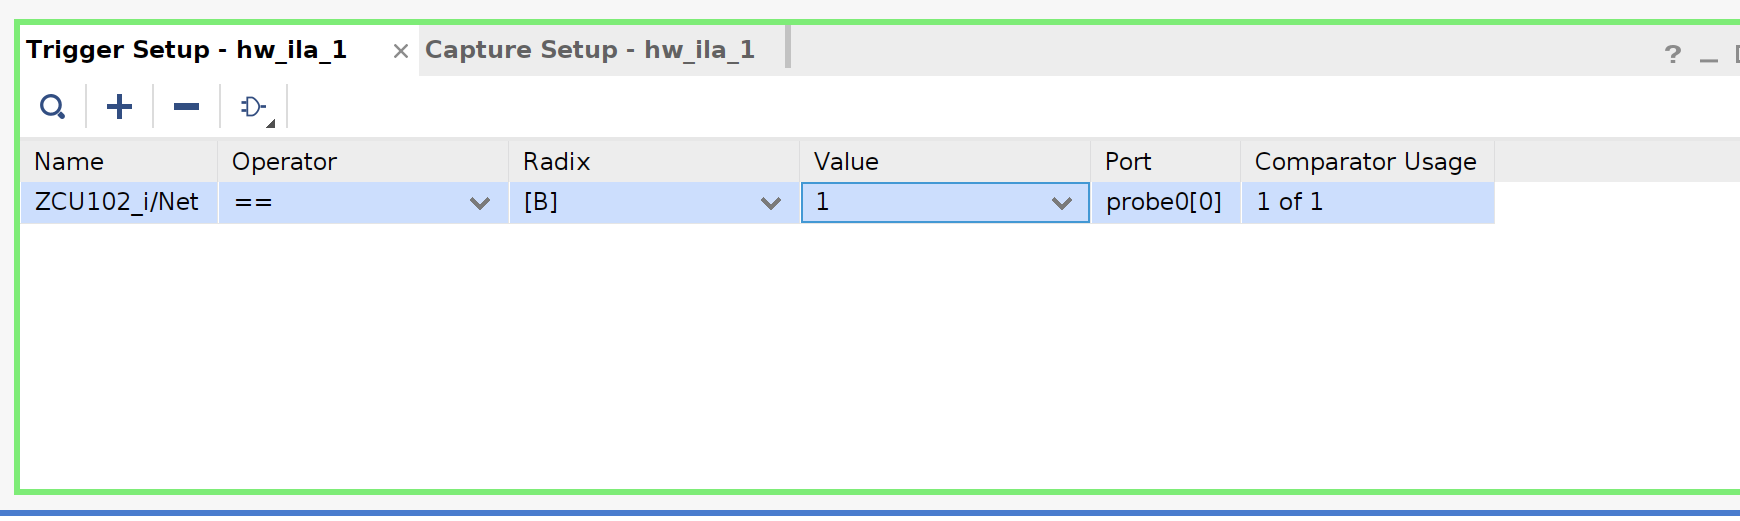 Trigger Setup - hw_ila_1 × Capture Setup - hw_ila_1 ? _
Name Operator Radix Value Port Comparator Usage
ZCU102_i/Net == [B] 1 probe0[0] 1 of 1